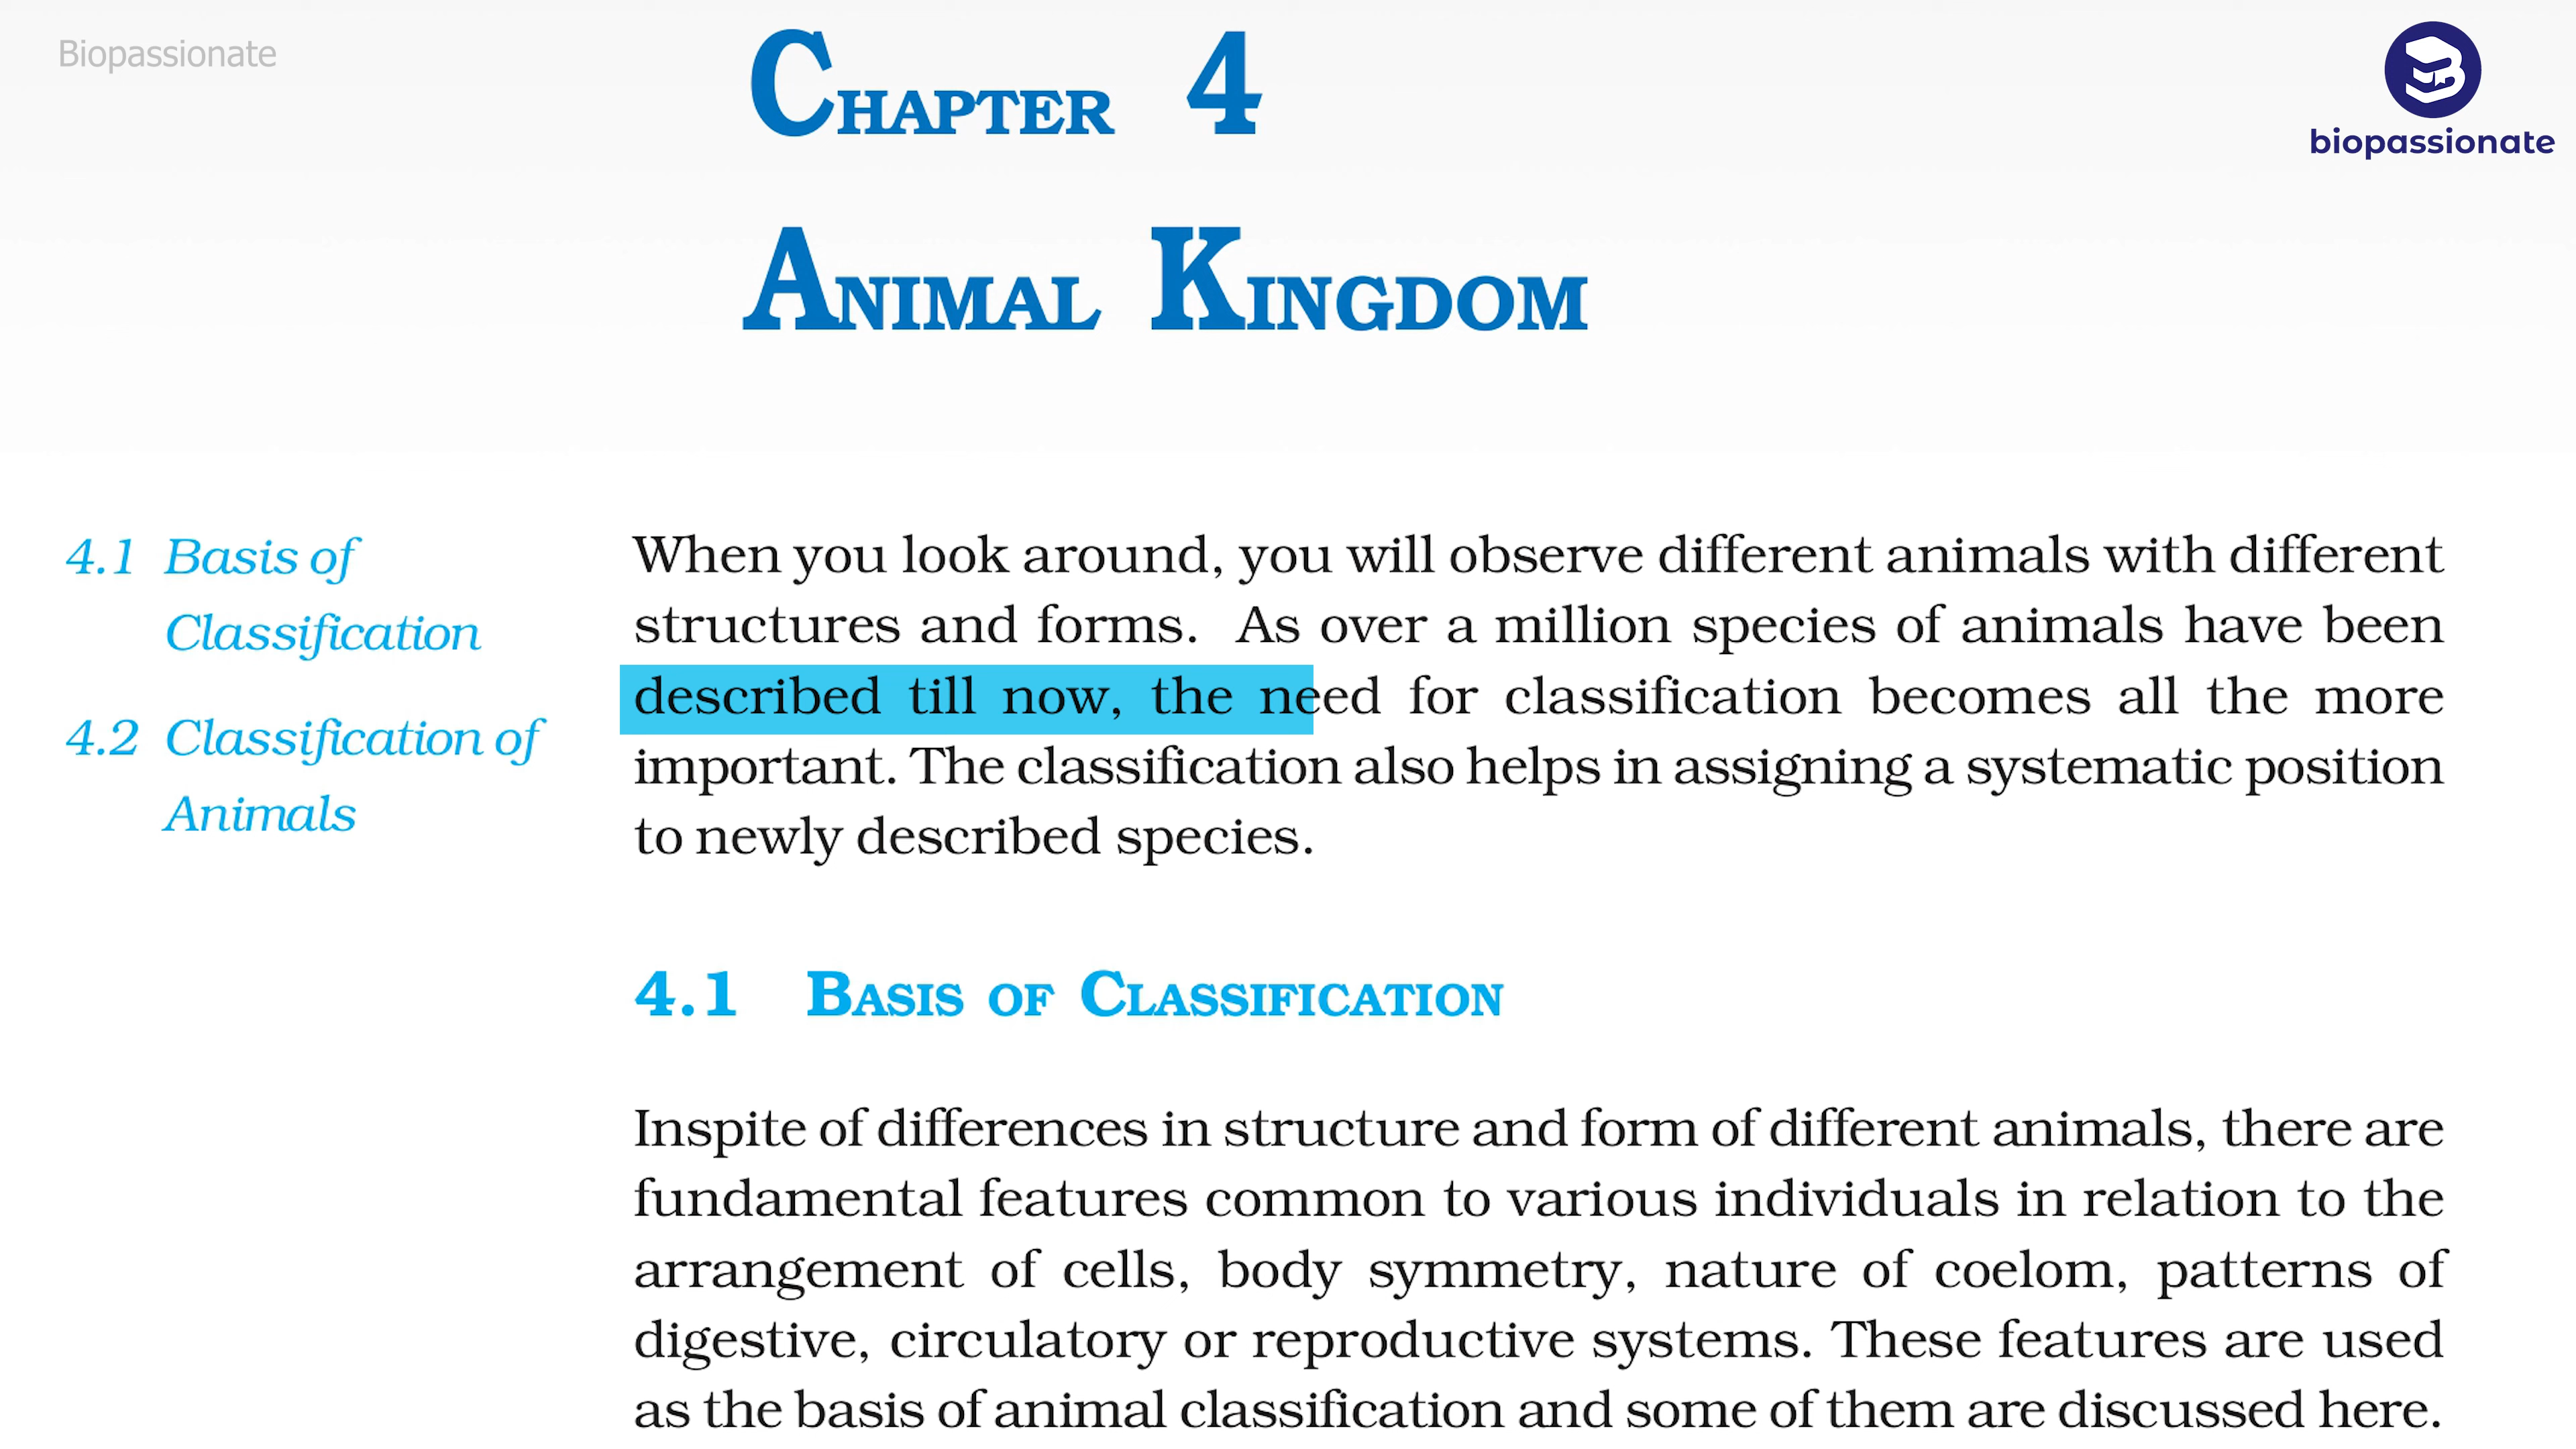 Biopassionate
CHAPTER 4
biopassionate
ANIMAL KINGDOM
4.1 Basis of
Classification
4.2 Classification of
Animals
When you look around, you will observe different animals with different
structures and forms. As over a million species of animals have been
described till now, the need for classification becomes all the more
important. The classification also helps in assigning a systematic position
to newly described species.
4.1 BASIS OF CLASSIFICATION
Inspite of differences in structure and form of different animals, there are
fundamental features common to various individuals in relation to the
arrangement of cells, body symmetry, nature of coelom, patterns of
digestive, circulatory or reproductive systems. These features are used
as the basis of animal classification and some of them are discussed here.